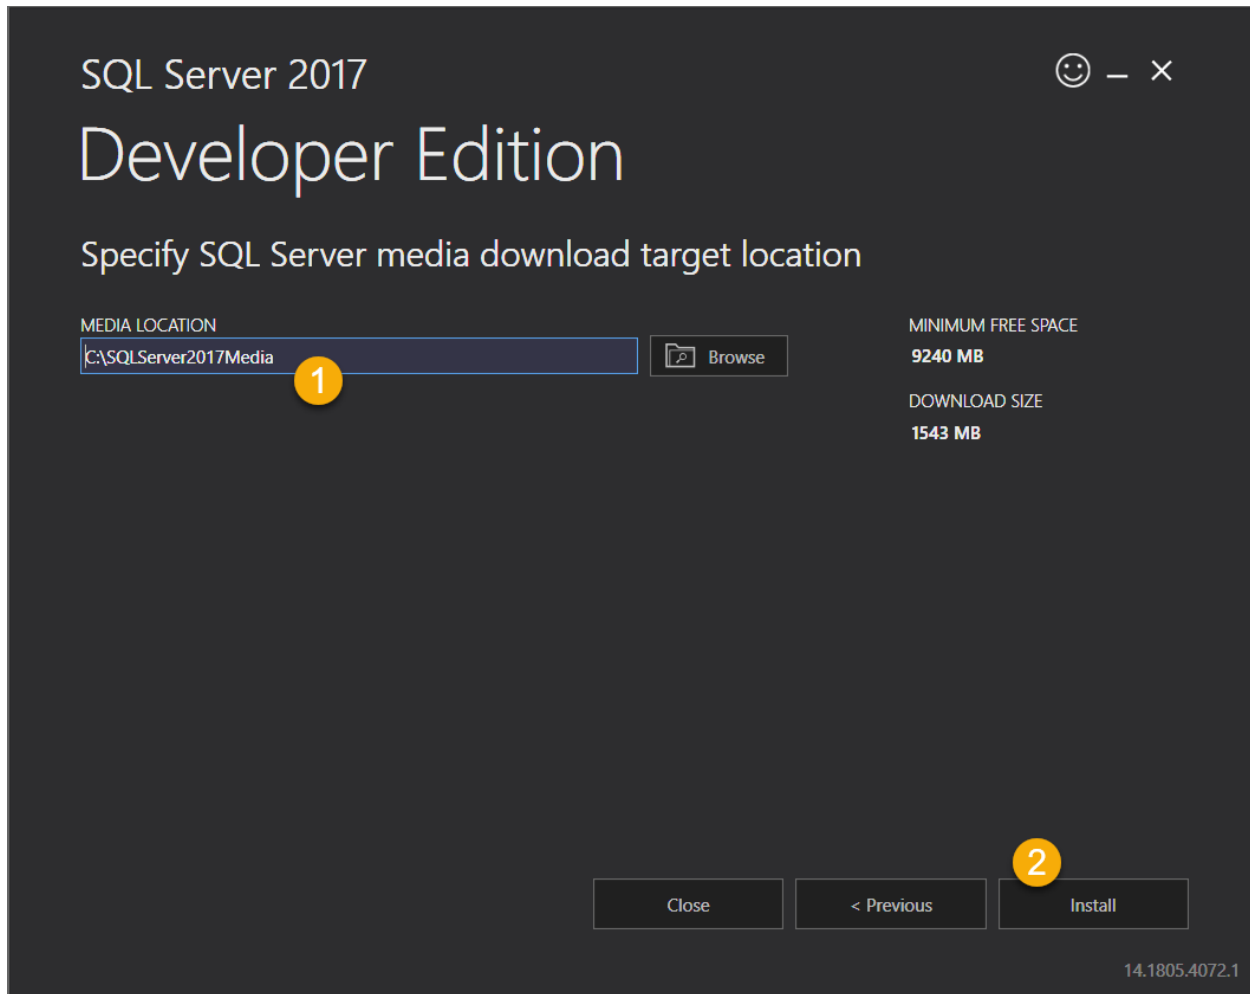 SQL Server 2017
Developer Edition
Specify SQL Server media download target location
MEDIA LOCATION
C:\SQLServer2017Media
Browse
1
MINIMUM FREE SPACE
9240 MB
DOWNLOAD SIZE
1543 MB
2
Close
< Previous
Install
14.1805.4072.1